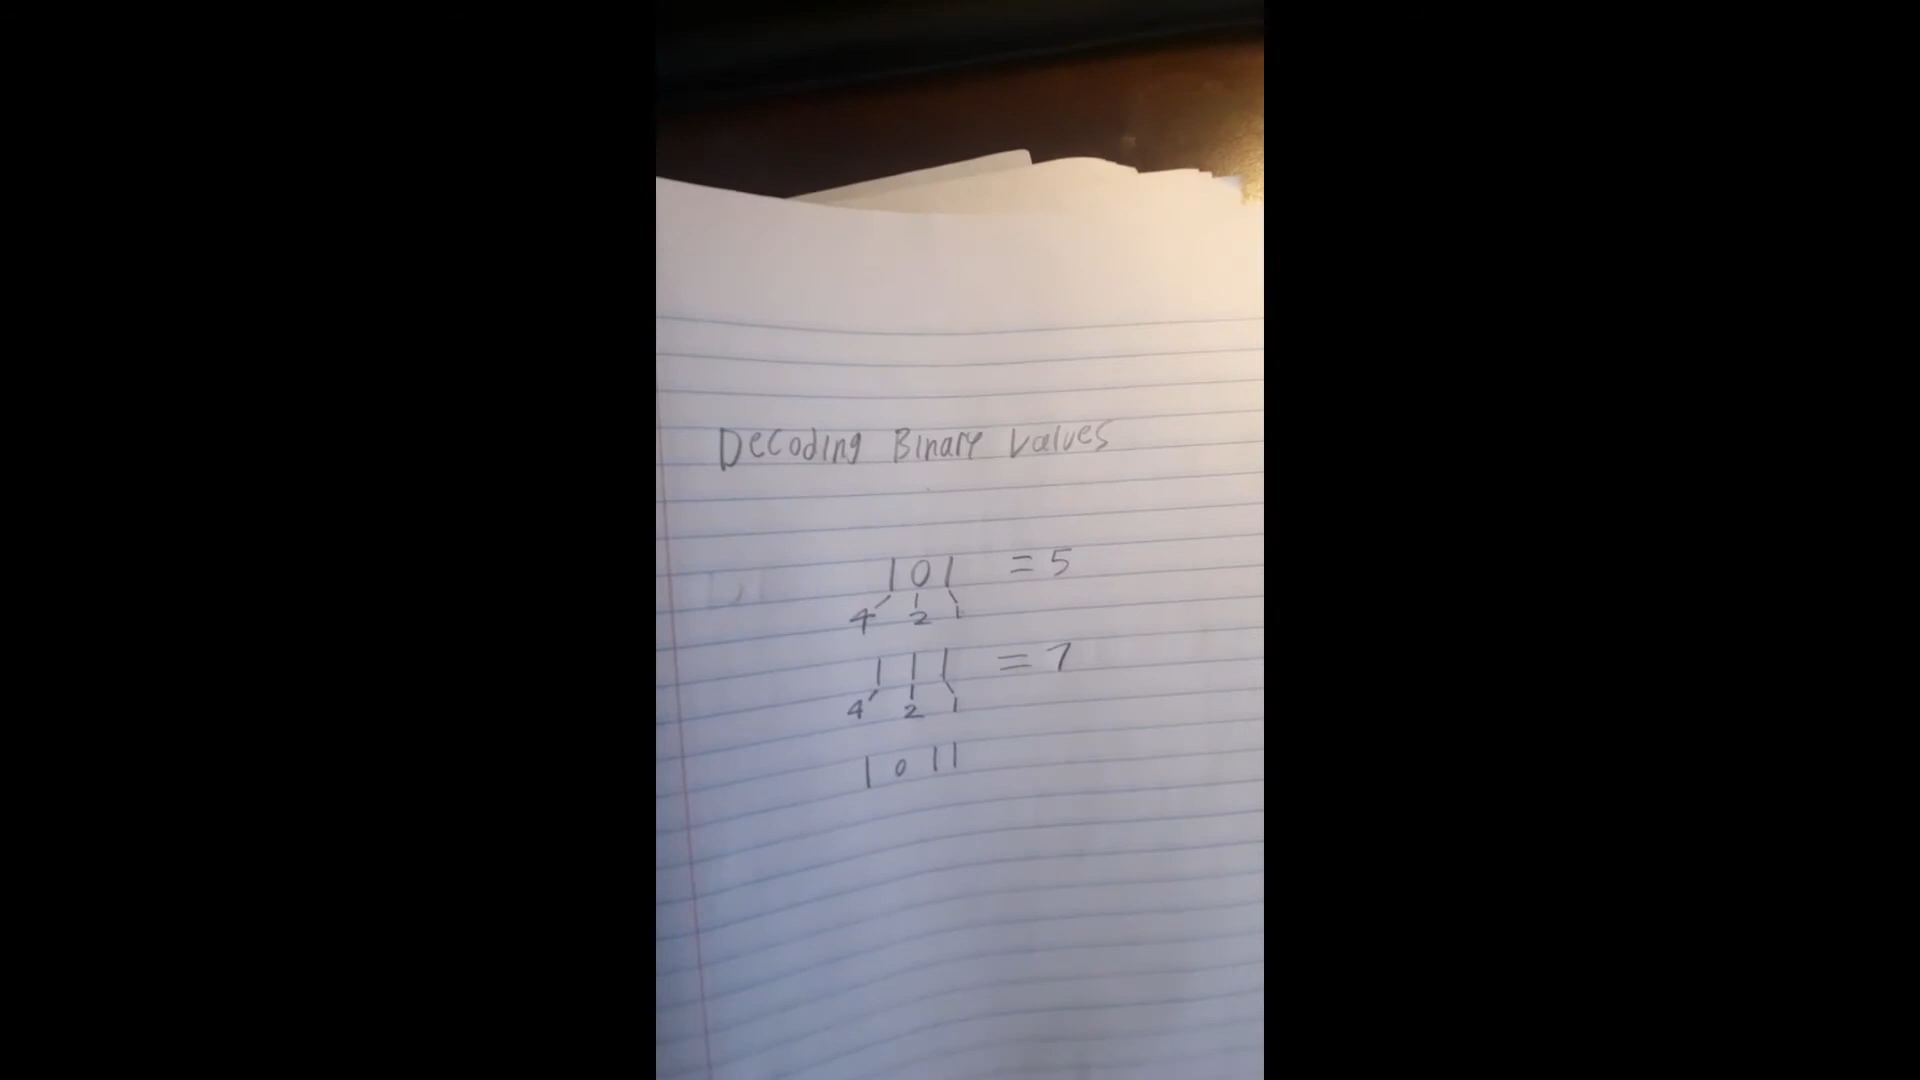 Decoding Binary Values
101 = 5
4 2 1
111 = 7
4 2 1
1011